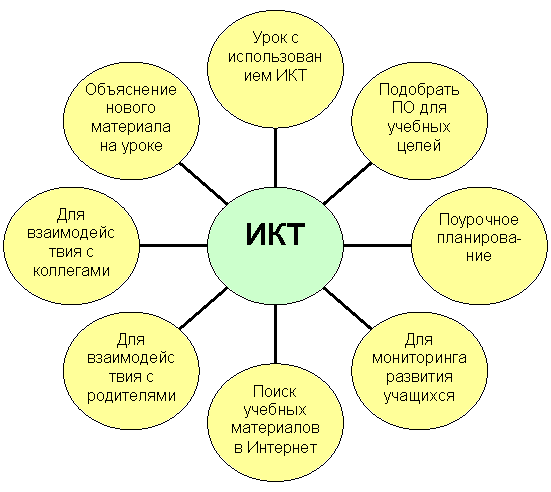 Урок с
использован
ием ИКТ
Подобрать
ПО для
учебных
целей
Поурочное
планирова-
ние
Для
мониторинга
развития
учащихся
Поиск
учебных
материалов
в Интернет
Для
взаимодейс
твия с
родителями
Для
взаимодейс
твия с
коллегами
Объяснение
нового
материала
на уроке
ИКТ